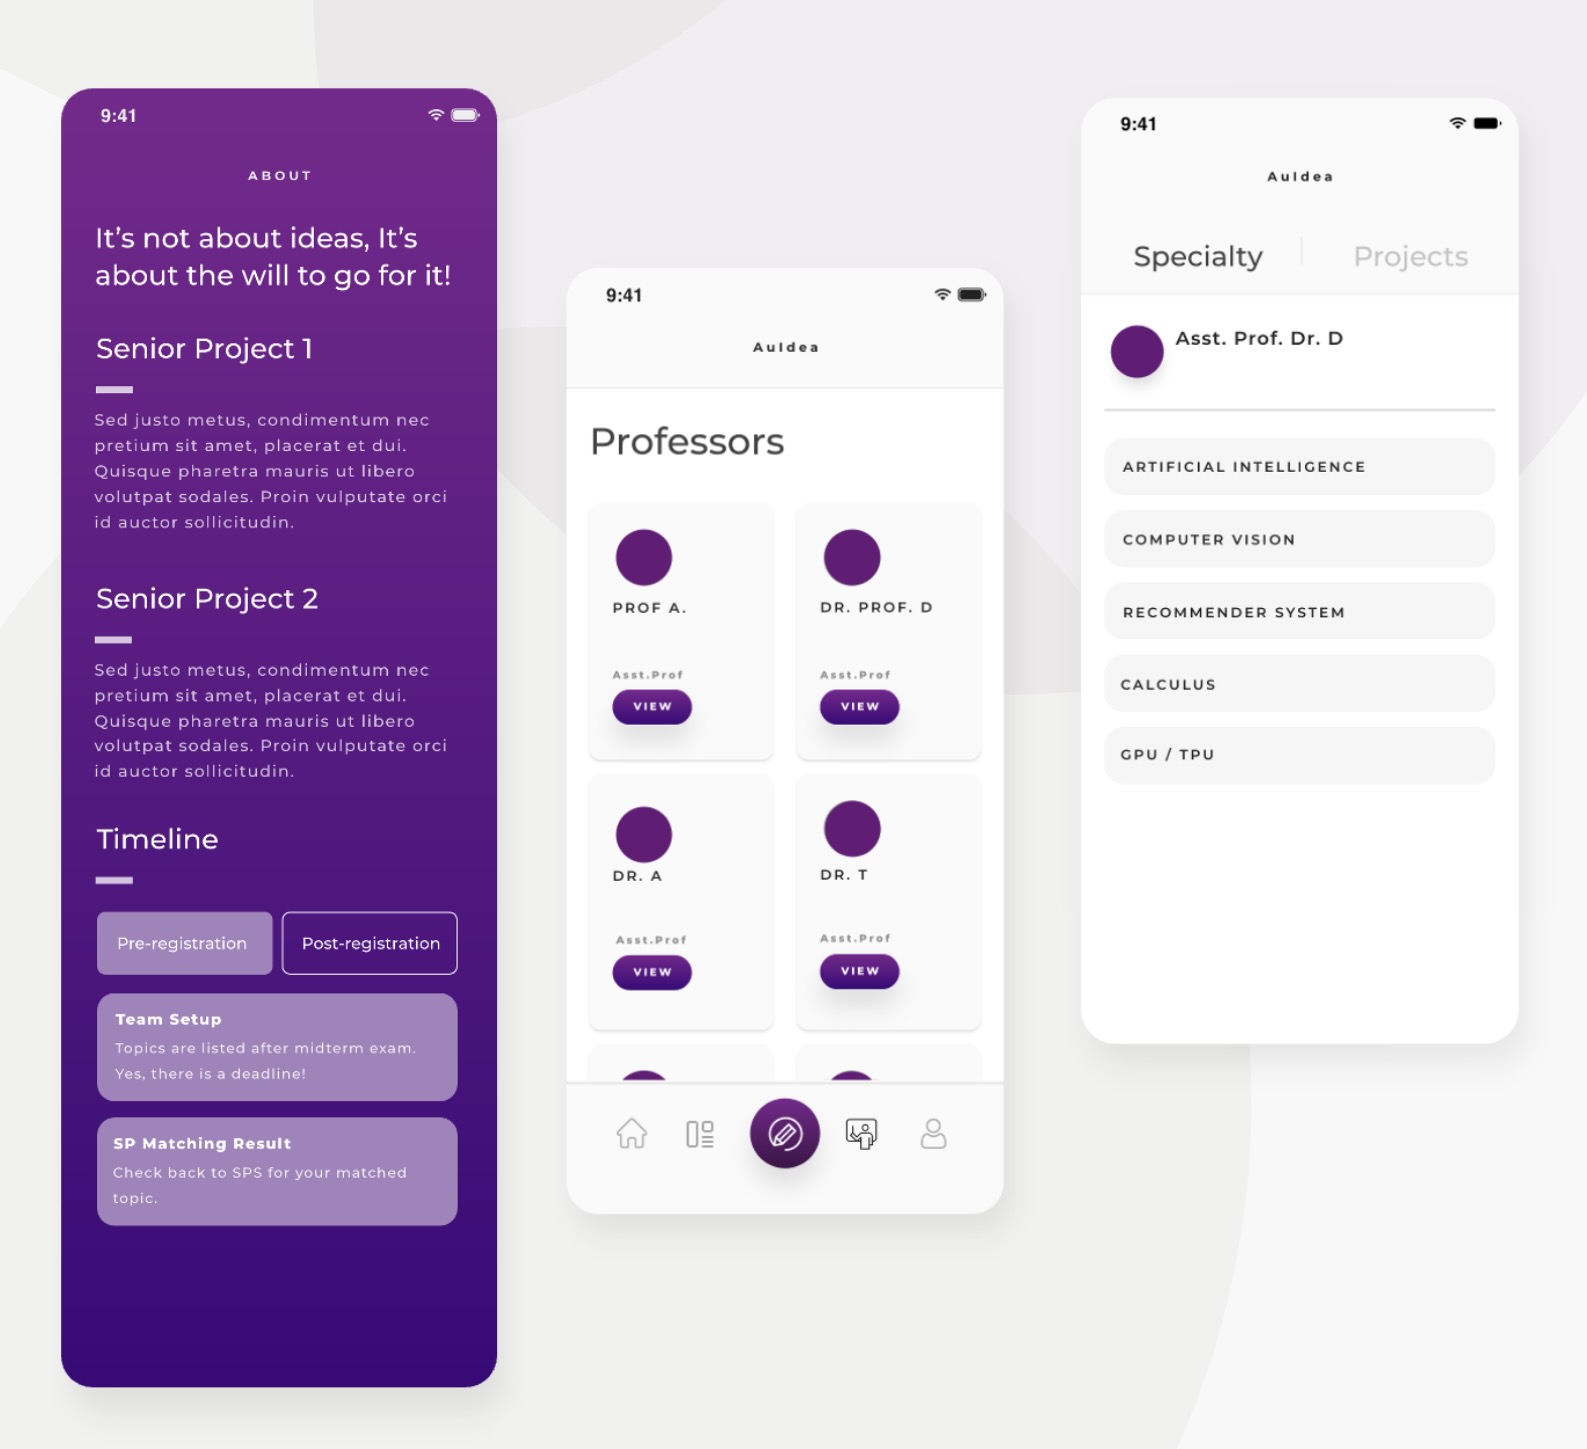 9:41
ABOUT
It's not about ideas, It's
about the will to go for it!
Senior Project 1
Sed justo metus, condimentum nec
pretium sit amet, placerat et dui.
Quisque pharetra mauris ut libero
volutpat sodales. Proin vulputate orci
id auctor sollicitudin.
Senior Project 2
Sed justo metus, condimentum nec
pretium sit amet, placerat et dui.
Quisque pharetra mauris ut libero
volutpat sodales. Proin vulputate orci
id auctor sollicitudin.
Timeline
Pre-registration
Post-registration
Team Setup
Topics are listed after midterm exam.
Yes, there is a deadline!
SP Matching Result
Check back to SPS for your matched
topic.
9:41
AuIdea
Professors
PROF A.
Asst.Prof
VIEW
DR. PROF. D
Asst.Prof
VIEW
DR. A
Asst.Prof
VIEW
DR. T
Asst.Prof
VIEW
9:41
AuIdea
Specialty
Projects
Asst. Prof. Dr. D
ARTIFICIAL INTELLIGENCE
COMPUTER VISION
RECOMMENDER SYSTEM
CALCULUS
GPU / TPU